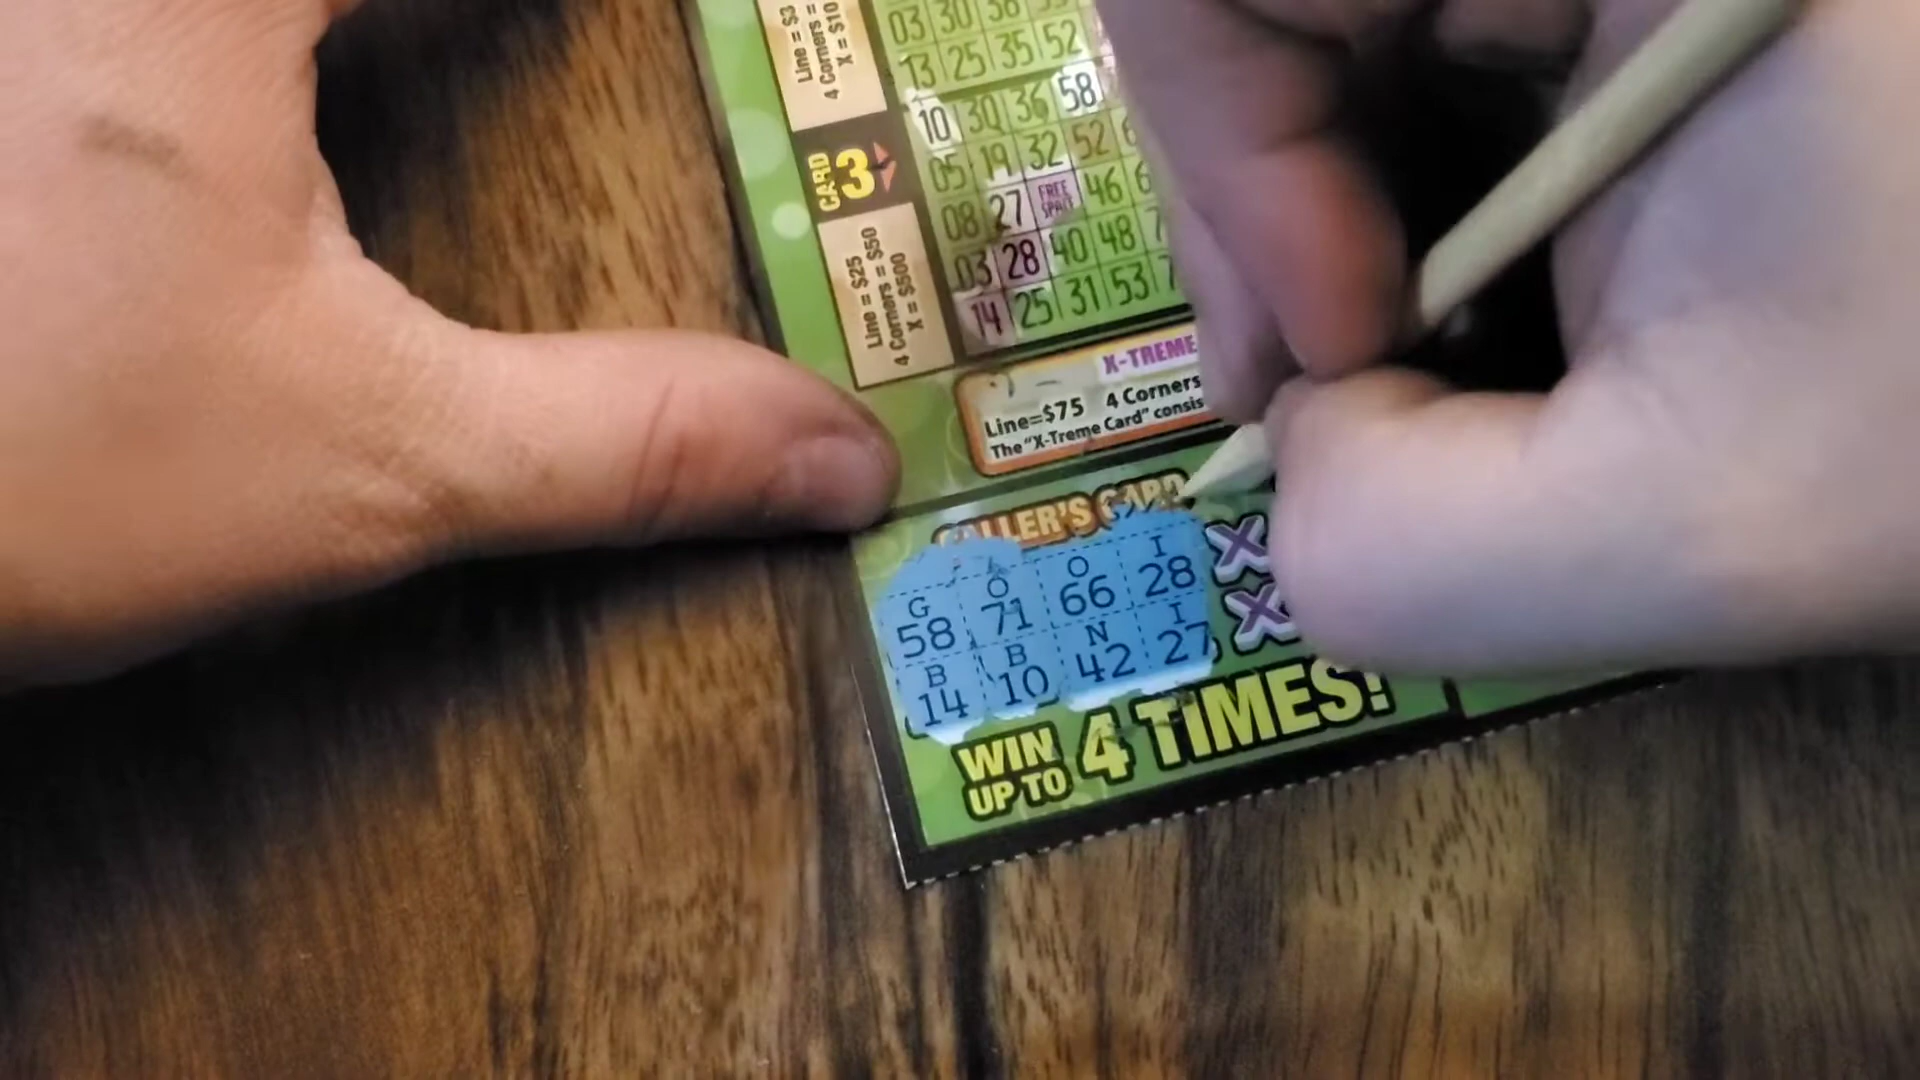 Line = $3
4 Corners =
X = $10
03 30 38
13 25 35 52
CARD 3
10 30 36 58
05 19 32 52
08 27 FREE SPACE 46
03 28 40 48
14 25 31 53
Line = $25
4 Corners = $50
X = $500
X-TREME
Line=$75 4 Corners
The "X-Treme Card" consis
CALLER'S CARD
G O O I
58 71 66 28
B B N I
14 10 42 27
X
X
WIN UP TO 4 TIMES!